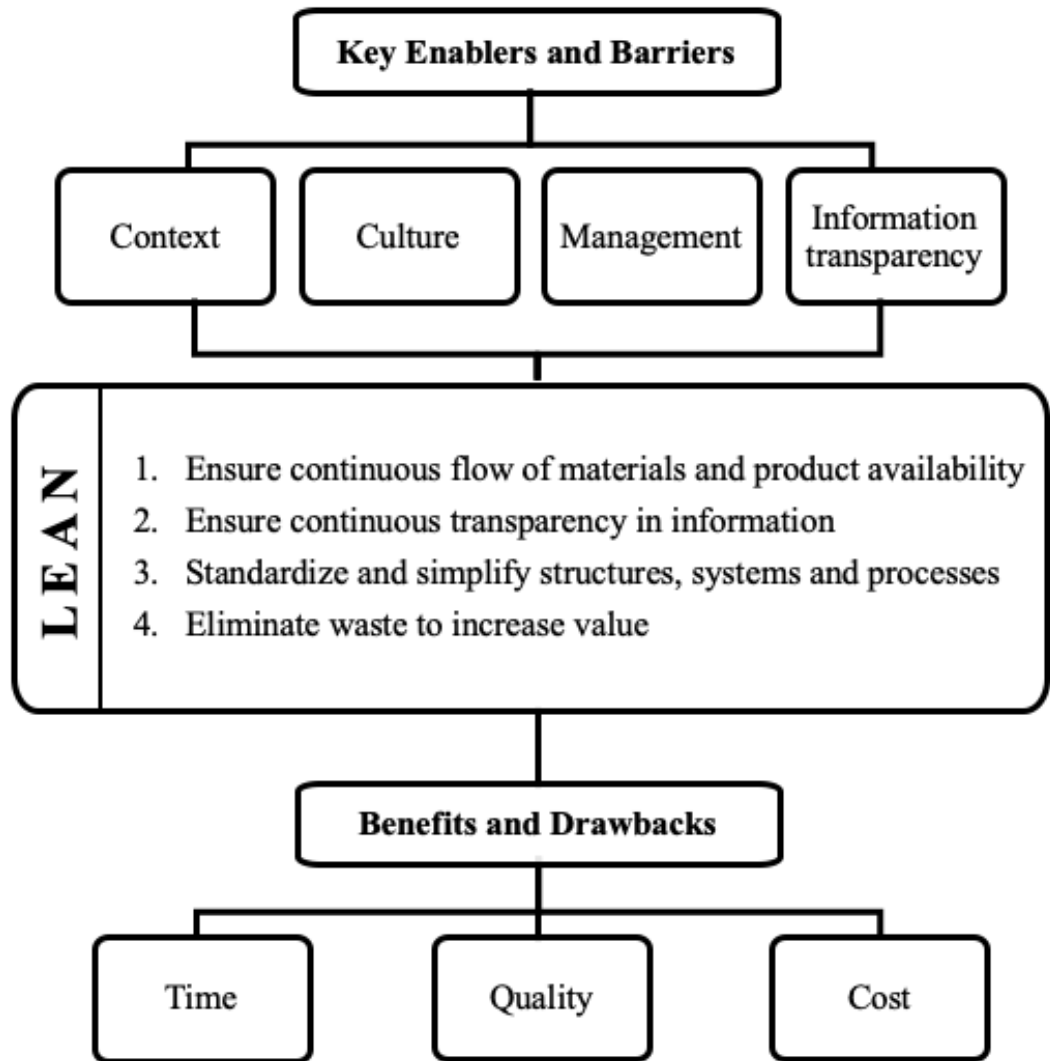 Key Enablers and Barriers
Context
Culture
Management
Information
transparency
LEAN
1. Ensure continuous flow of materials and product availability
2. Ensure continuous transparency in information
3. Standardize and simplify structures, systems and processes
4. Eliminate waste to increase value
Benefits and Drawbacks
Time
Quality
Cost